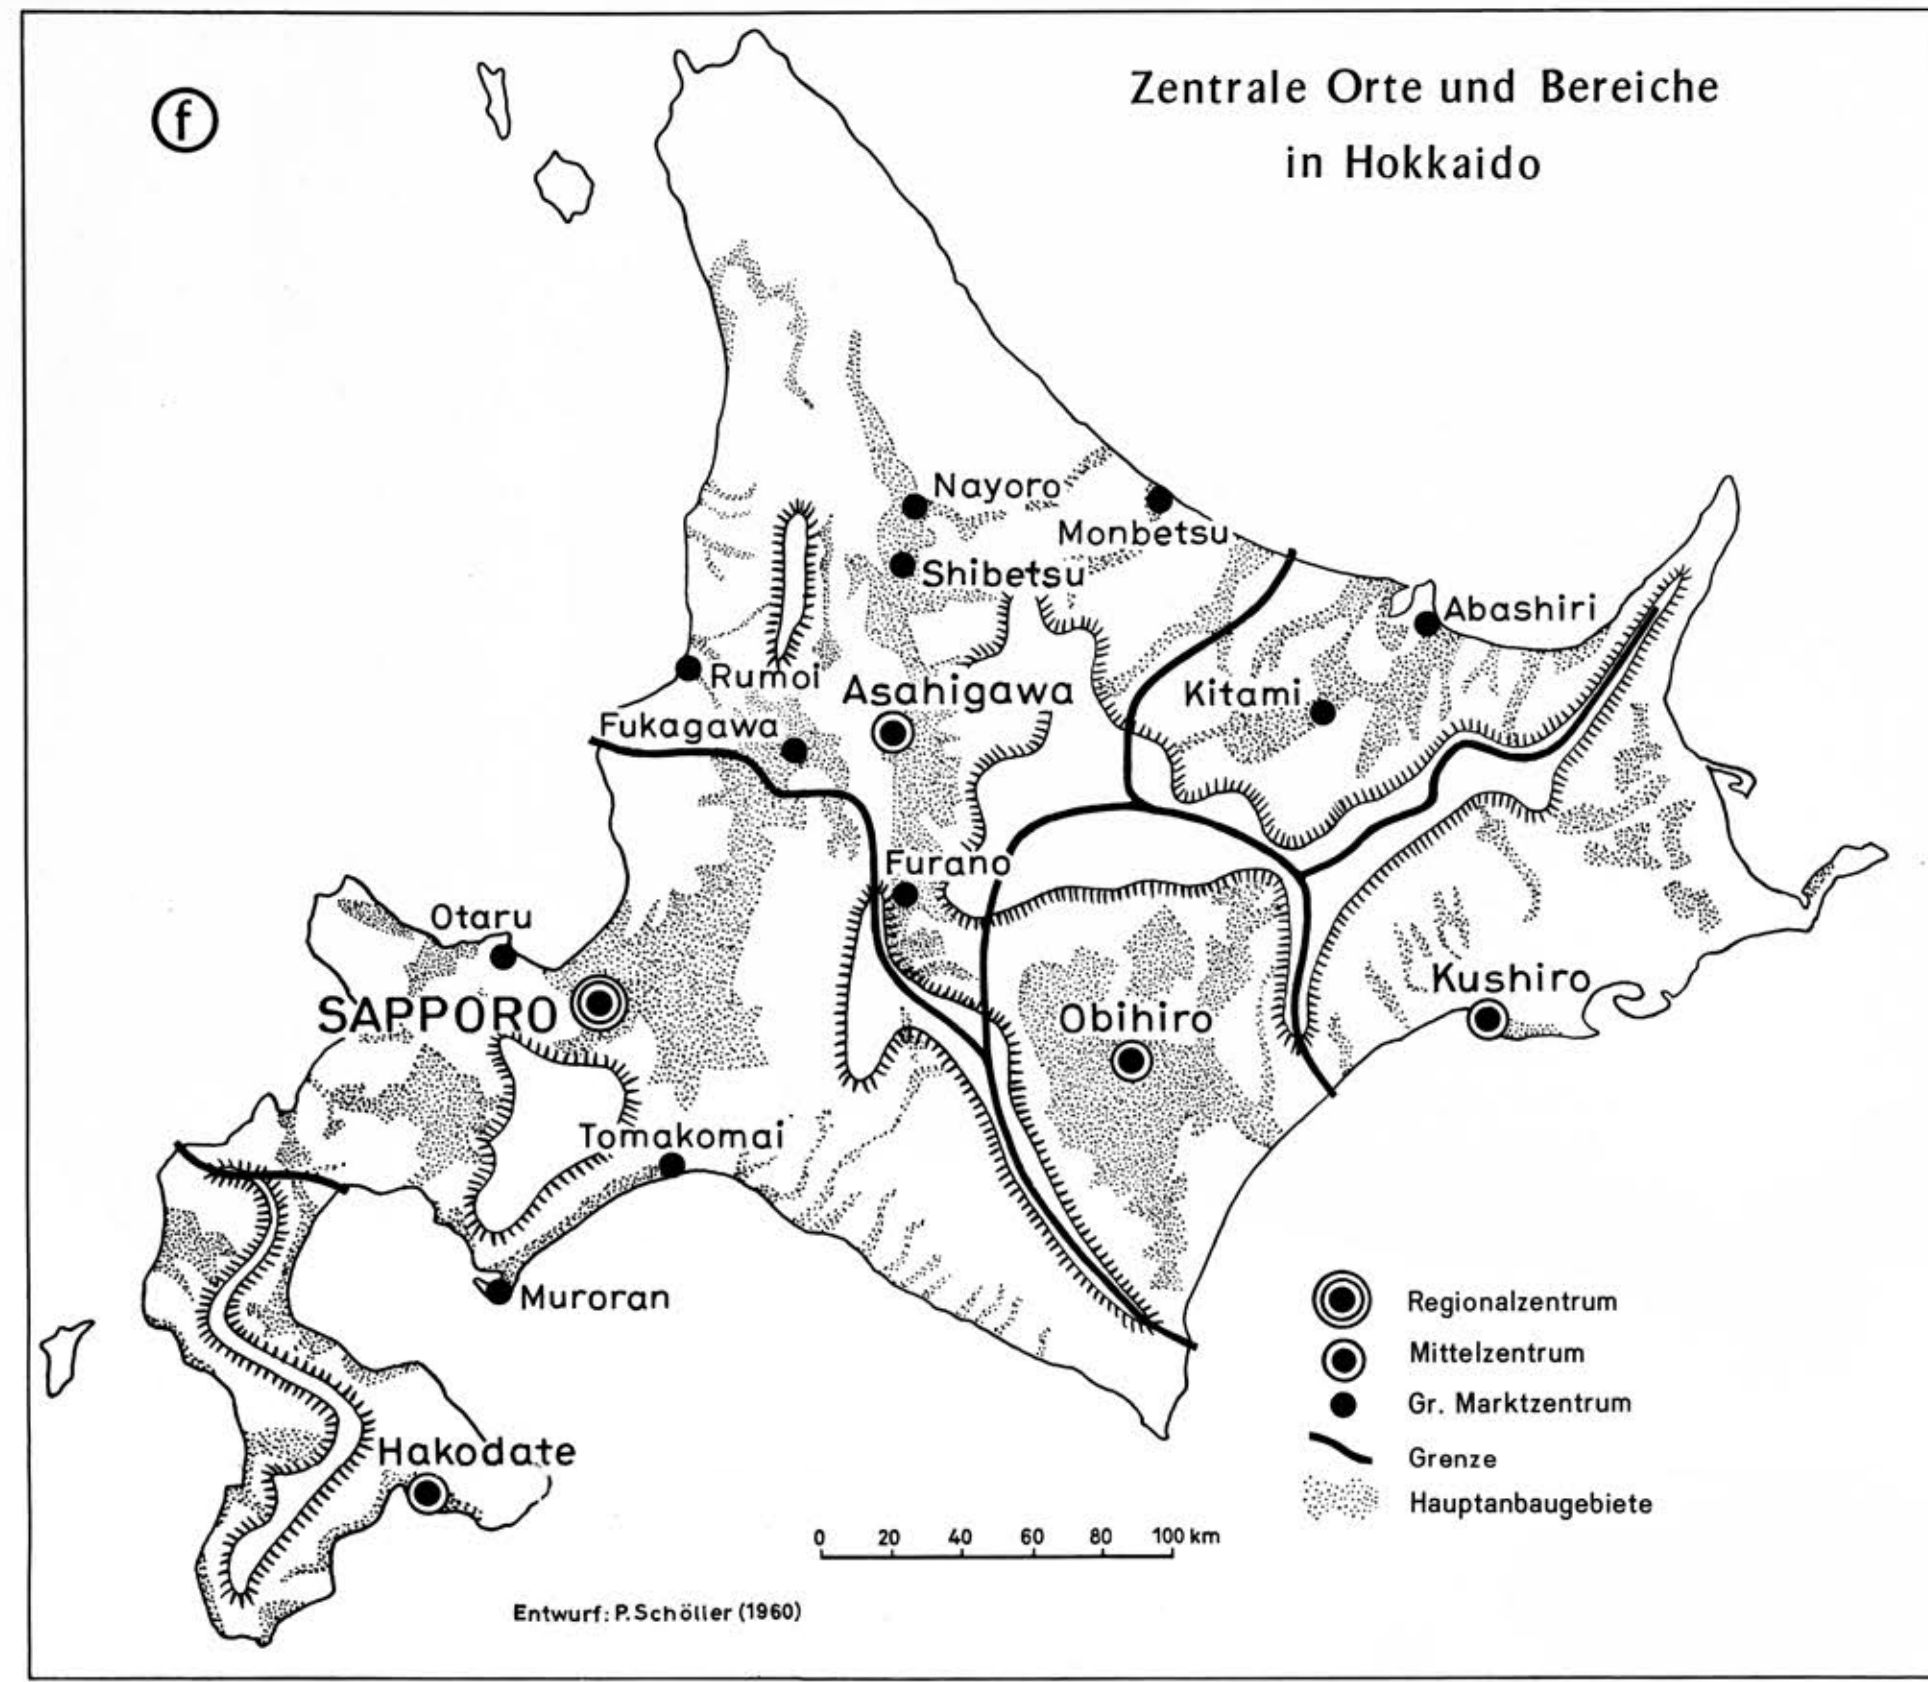 f
Zentrale Orte und Bereiche
in Hokkaido
Nayoro
Monbetsu
Shibetsu
Abashiri
Rumoi
Asahigawa
Kitami
Fukagawa
Furano
Otaru
SAPPORO
Obihiro
Kushiro
Tomakomai
Muroran
Hakodate
Regionalzentrum
Mittelzentrum
Gr. Marktzentrum
Grenze
Hauptanbaugebiete
0 20 40 60 80 100 km
Entwurf: P. Schöller (1960)